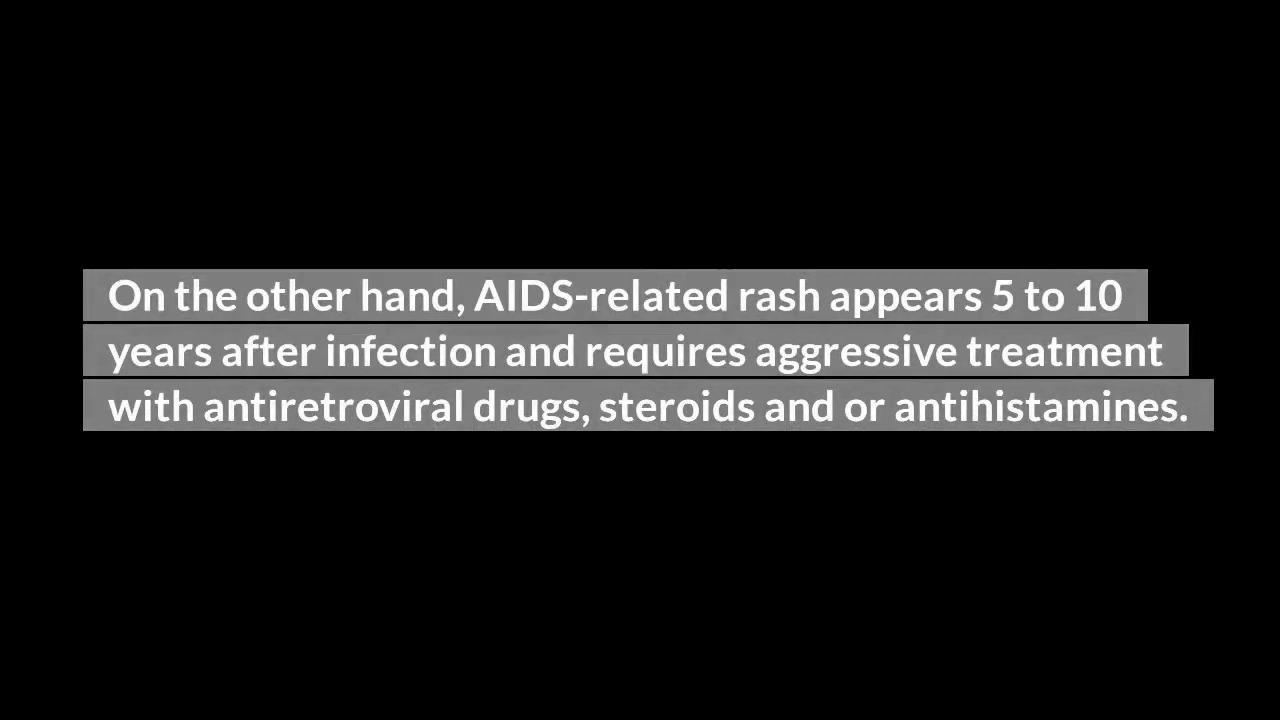 On the other hand, AIDS-related rash appears 5 to 10
years after infection and requires aggressive treatment
with antiretroviral drugs, steroids and or antihistamines.